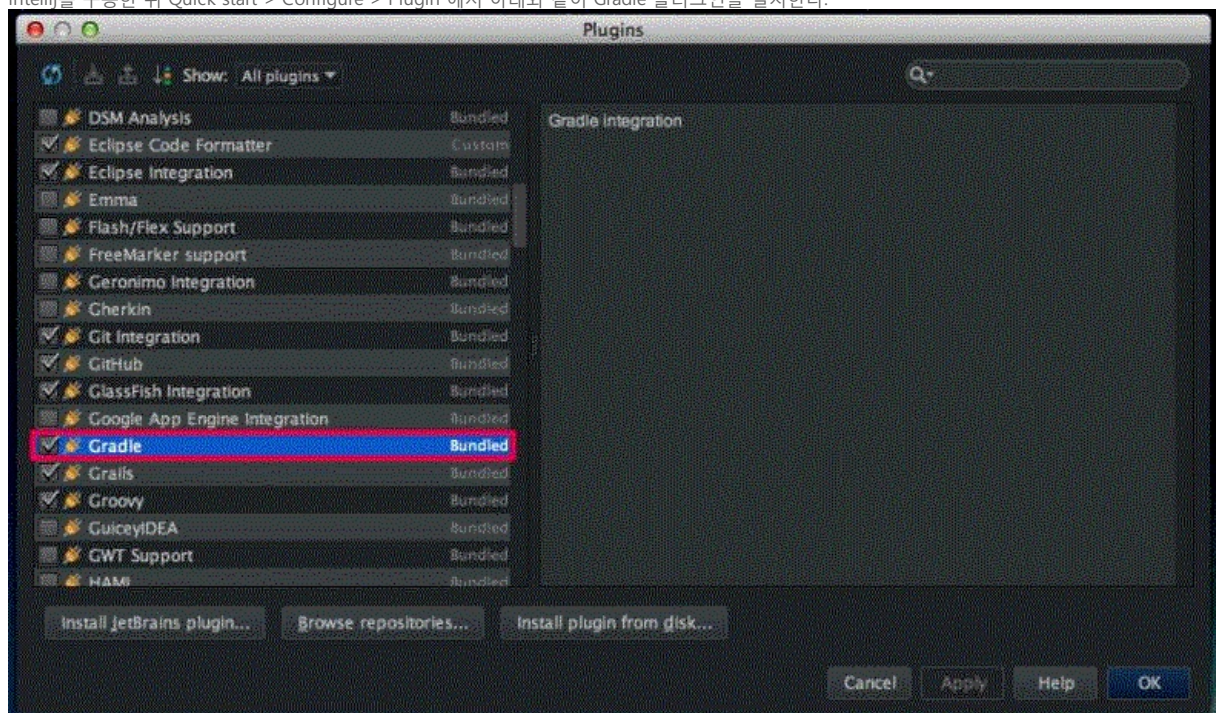 Intellij를 구동한 뒤 Quick start > Configure > Plugin 에서 아래와 같이 Gradle 플러그인을 설치한다.
Plugins
Show: All plugins
DSM Analysis Bundled
Eclipse Code Formatter Custom
Eclipse Integration Bundled
Emma Bundled
Flash/Flex Support Bundled
FreeMarker support Bundled
Geronimo Integration Bundled
Gherkin Bundled
Git Integration Bundled
GitHub Bundled
GlassFish Integration Bundled
Google App Engine Integration Bundled
Gradle Bundled
Grails Bundled
Groovy Bundled
GuiceyIDEA Bundled
GWT Support Bundled
HAML Bundled
Gradle integration
Install JetBrains plugin...
Browse repositories...
Install plugin from disk...
Cancel
Apply
Help
OK